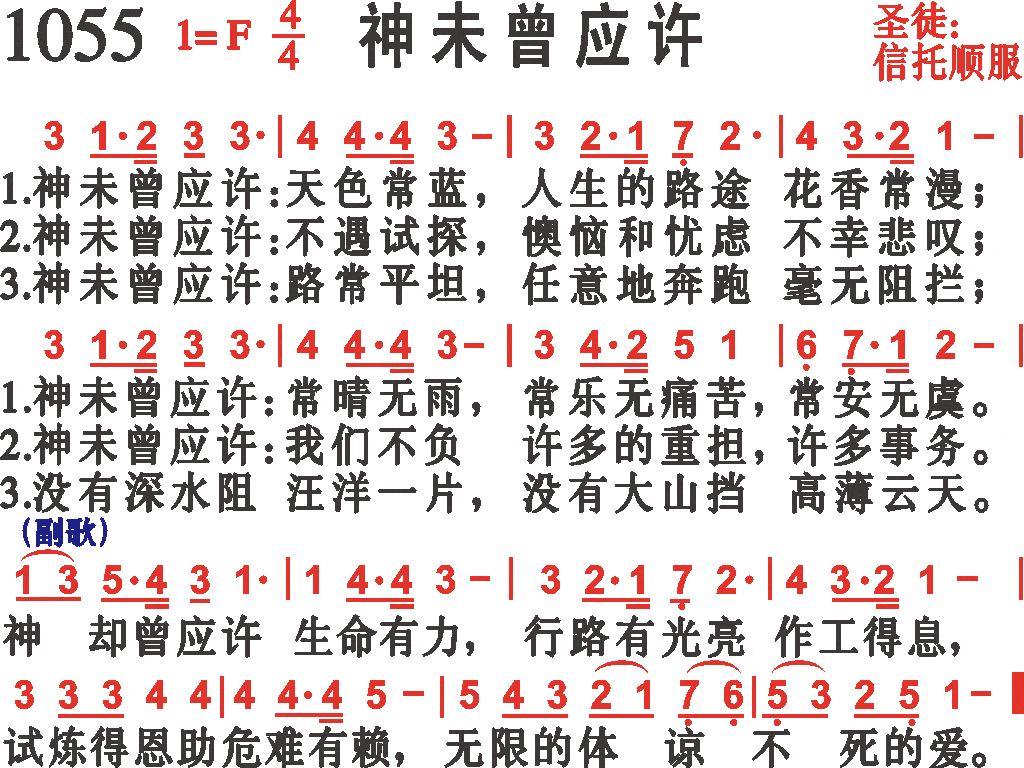 1055 1=F 4/4 神未曾应许 圣徒:
信托顺服
3 1·2 3 3· | 4 4·4 3 – | 3 2·1 7 2· | 4 3·2 1 – |
1.神未曾应许:天色常蓝，人生的路途 花香常漫；
2.神未曾应许:不遇试探，懊恼和忧虑 不幸悲叹；
3.神未曾应许:路常平坦，任意地奔跑 毫无阻拦；
3 1·2 3 3· | 4 4·4 3 – | 3 4·2 5 1 | 6 7·1 2 – |
1.神未曾应许:常晴无雨，常乐无痛苦，常安无虞。
2.神未曾应许:我们不负 许多的重担，许多事务。
3.没有深水阻 汪洋一片，没有大山挡 高薄云天。
（副歌）
1 3 5·4 3 1· | 1 4·4 3 – | 3 2·1 7 2· | 4 3·2 1 – |
神 却曾应许 生命有力，行路有光亮 作工得息，
3 3 3 4 4 | 4 4·4 5 – | 5 4 3 2 1 7 6 | 5 3 2 5 1 –
试炼得恩助危难有赖，无限的体 谅 不 死的爱。